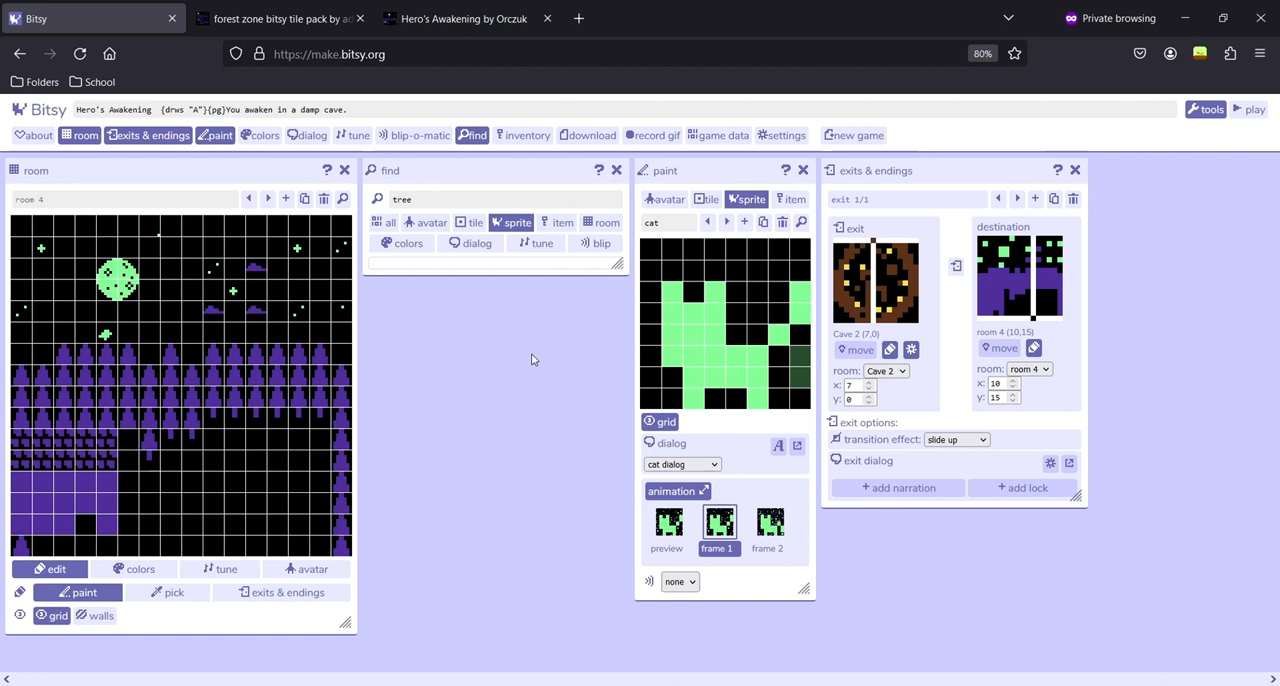 Bitsy
forest zone bitsy tile pack by ad
Hero's Awakening by Orczuk
Private browsing
https://make.bitsy.org
80%
Folders
School
Bitsy
Hero's Awakening {drws "A"}{pg}You awaken in a damp cave.
tools
play
about
room
exits & endings
paint
colors
dialog
tune
blip-o-matic
find
inventory
download
record gif
game data
settings
new game
room
?
room 4
edit
colors
tune
avatar
paint
pick
exits & endings
grid
walls
find
?
tree
all
avatar
tile
sprite
item
room
colors
dialog
tune
blip
paint
?
avatar
tile
sprite
item
cat
grid
dialog
A
cat dialog
animation
preview
frame 1
frame 2
none
exits & endings
?
exit 1/1
exit
destination
Cave 2 (7,0)
room 4 (10,15)
move
move
room: Cave 2
room: room 4
x: 7
x: 10
y: 0
y: 15
exit options:
transition effect: slide up
exit dialog
+ add narration
+ add lock